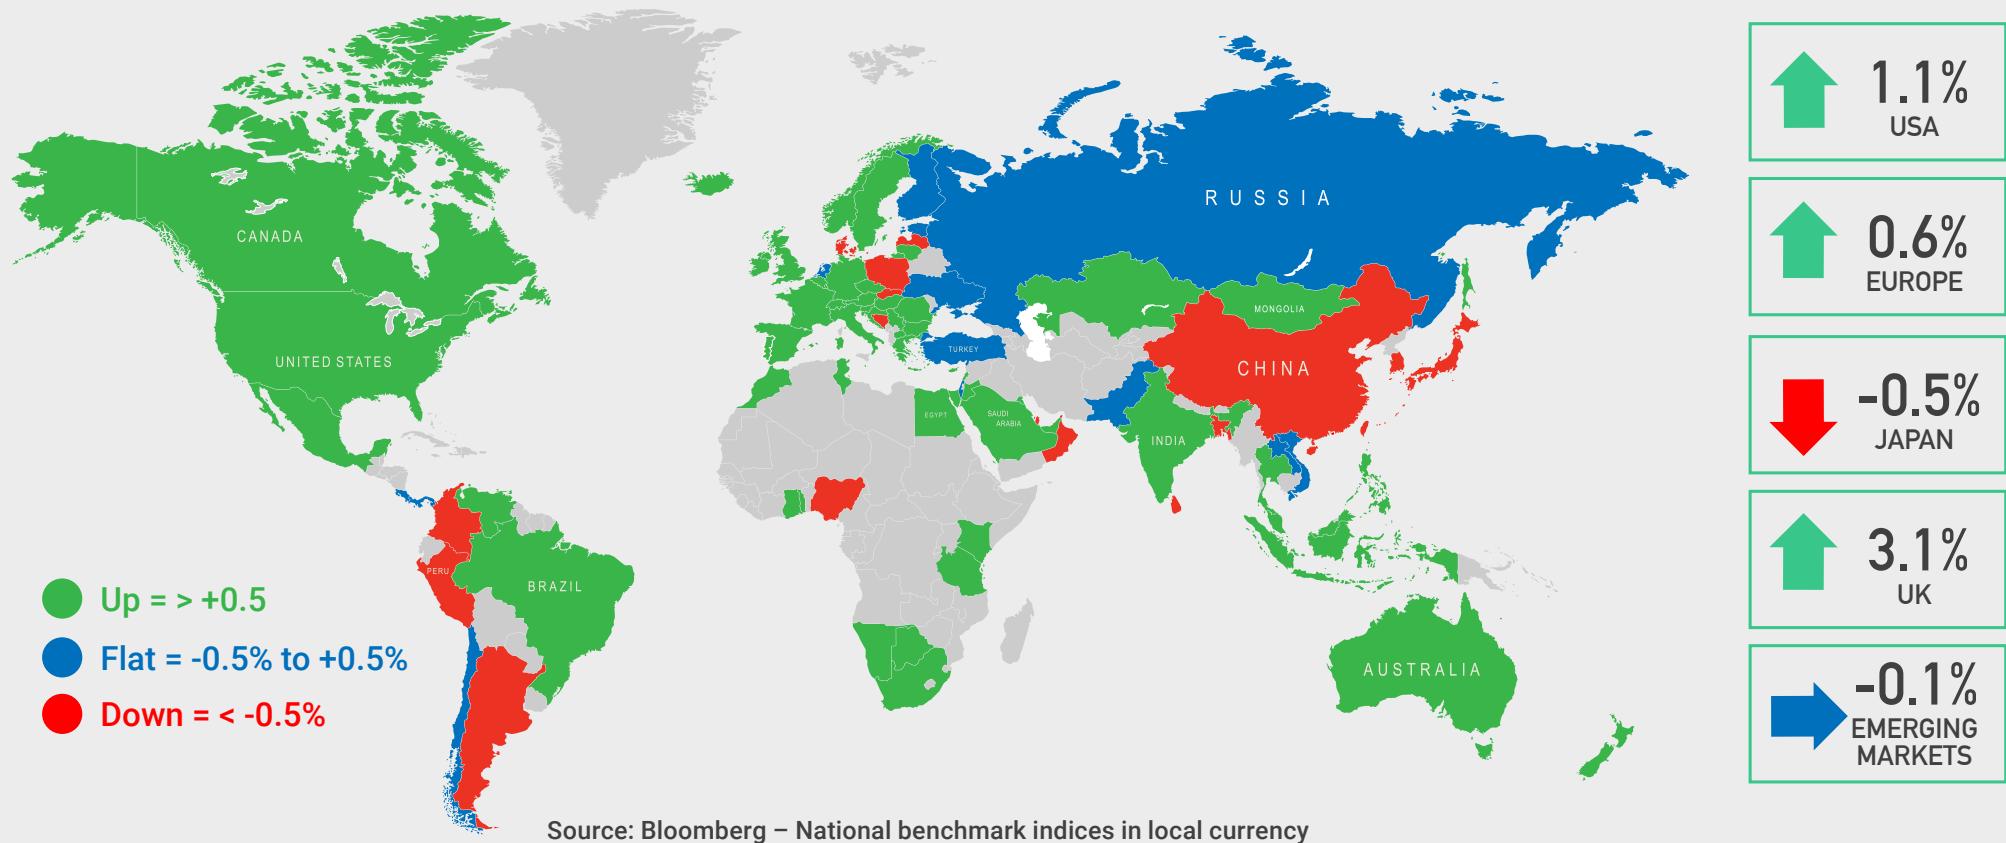 CANADA
UNITED STATES
PERU
BRAZIL
RUSSIA
MONGOLIA
TURKEY
CHINA
EGYPT
SAUDI
ARABIA
INDIA
AUSTRALIA
Up = > +0.5
Flat = -0.5% to +0.5%
Down = < -0.5%
1.1%
USA
0.6%
EUROPE
-0.5%
JAPAN
3.1%
UK
-0.1%
EMERGING
MARKETS
Source: Bloomberg – National benchmark indices in local currency